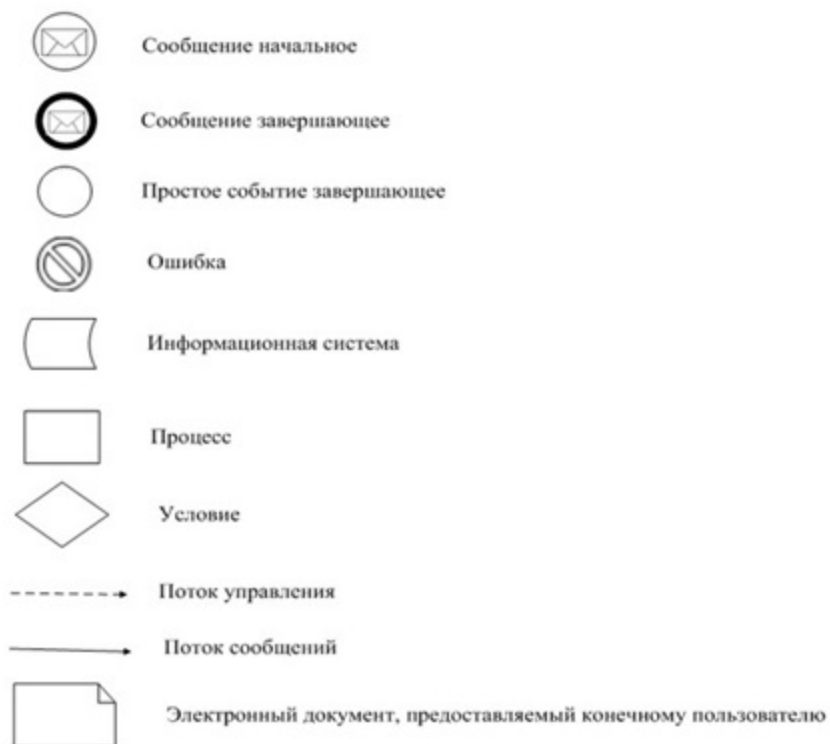 Сообщение начальное
Сообщение завершающее
Простое событие завершающее
Ошибка
Информационная система
Процесс
Условие
Поток управления
Поток сообщений
Электронный документ, предоставляемый конечному пользователю